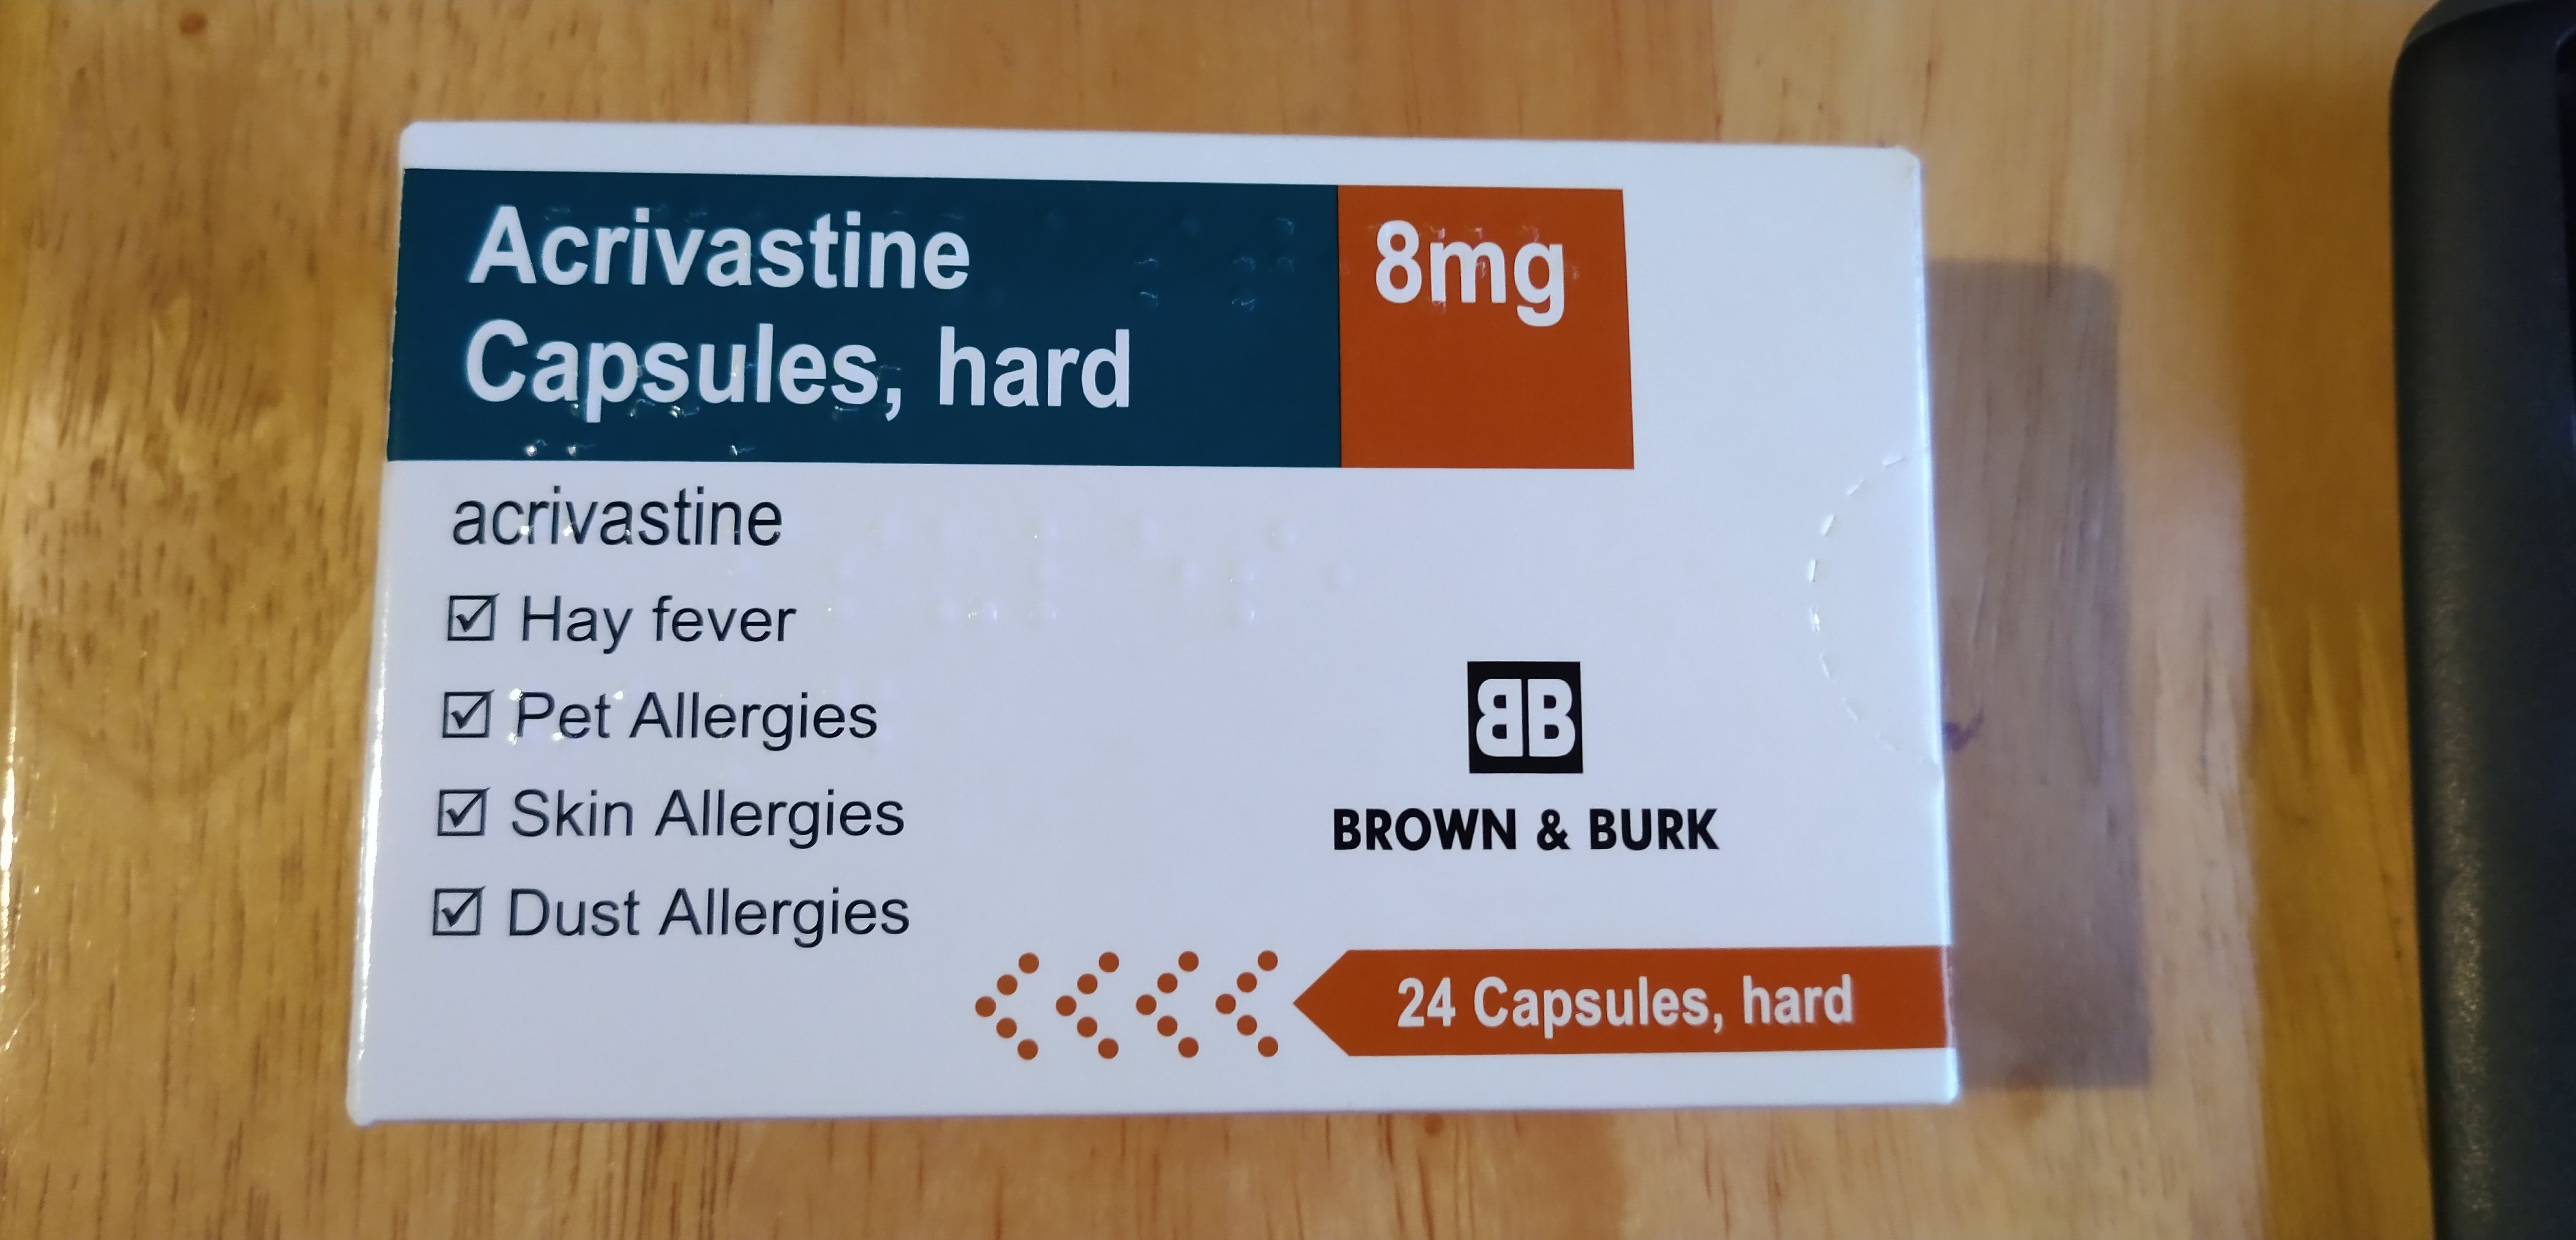 Acrivastine
Capsules, hard
8mg
acrivastine
☑ Hay fever
☑ Pet Allergies
☑ Skin Allergies
☑ Dust Allergies
BB
BROWN & BURK
24 Capsules, hard